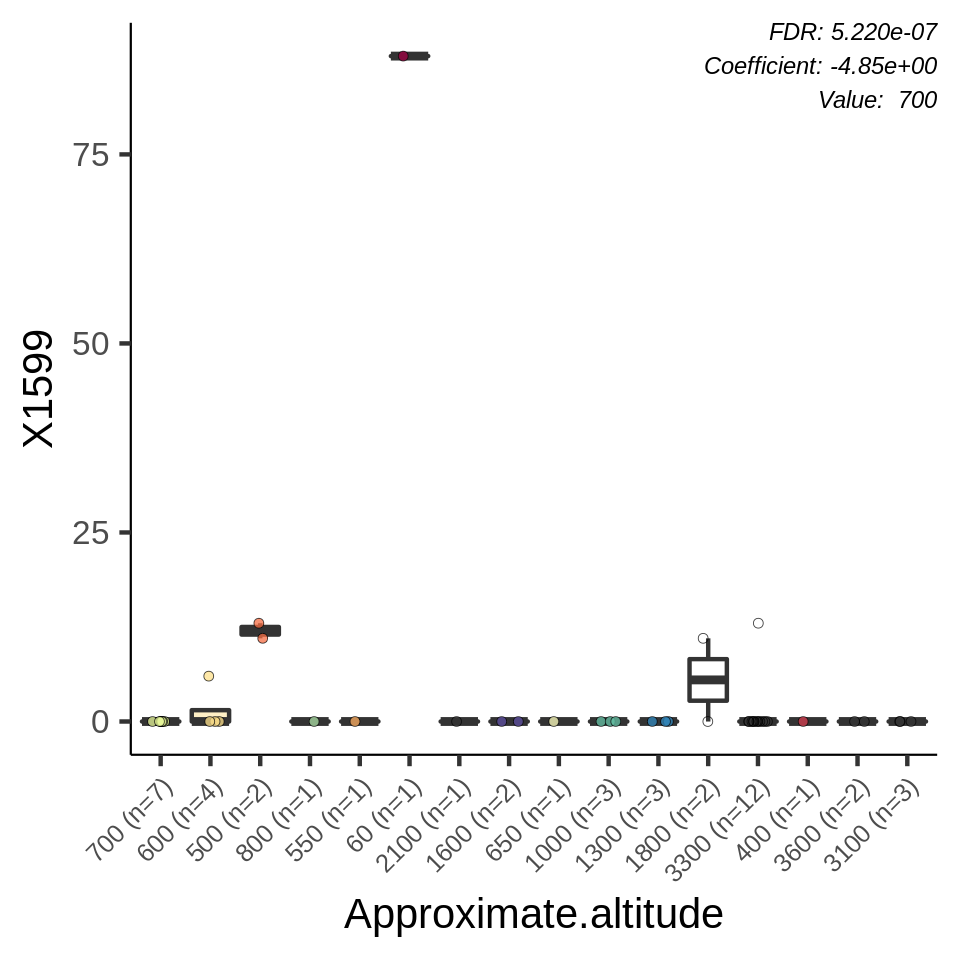 FDR: 5.220e-07
Coefficient: -4.85e+00
Value: 700
X1599
75
50
25
0
700 (n=7)
600 (n=4)
500 (n=2)
800 (n=1)
550 (n=1)
60 (n=1)
2100 (n=1)
1600 (n=2)
650 (n=1)
1000 (n=3)
1300 (n=3)
1800 (n=2)
3300 (n=12)
400 (n=1)
3600 (n=2)
3100 (n=3)
Approximate.altitude